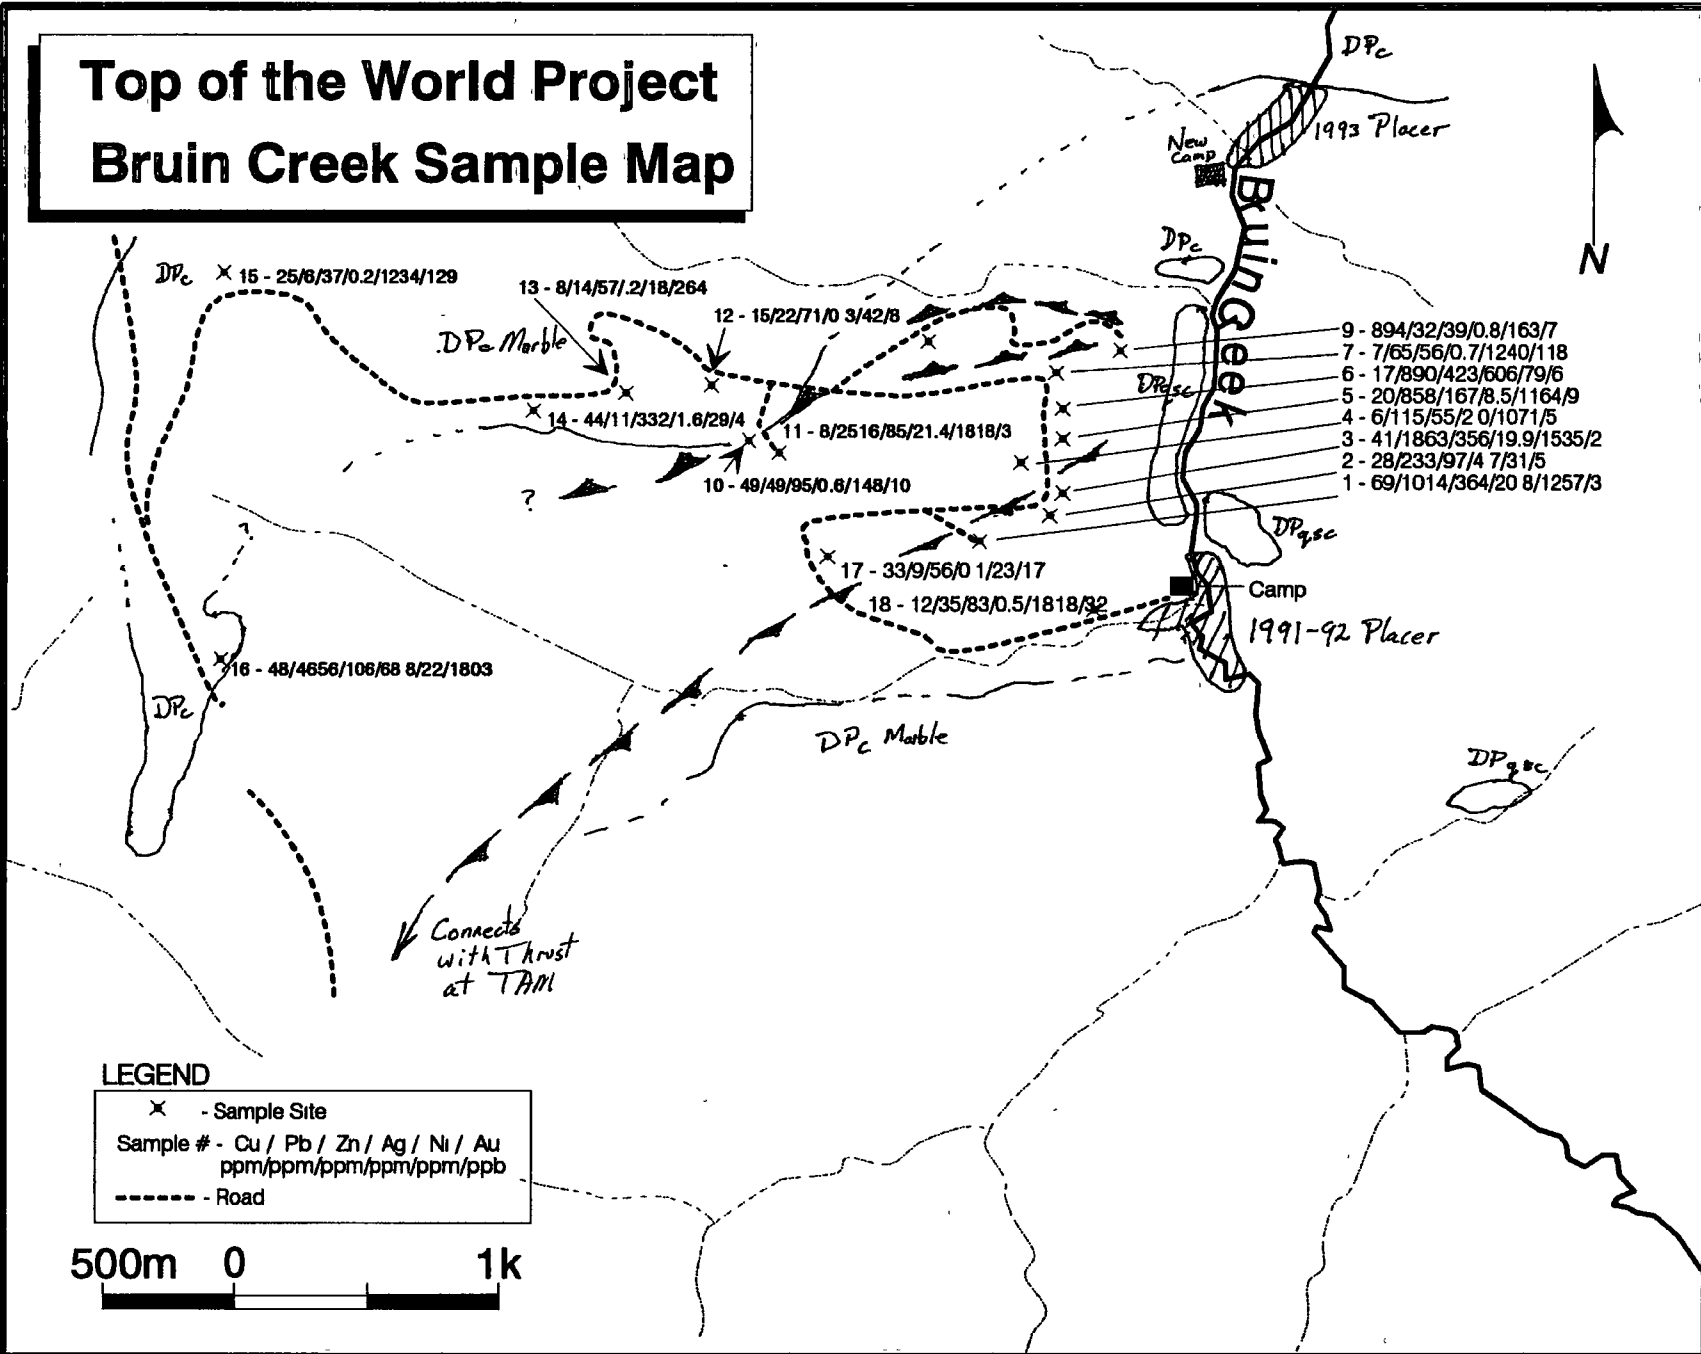 Top of the World Project
Bruin Creek Sample Map
DPc
1993 Placer
New
Camp
Bruin Creek
N
DPc
DPc
15 - 25/6/37/0.2/1234/129
13 - 8/14/57/.2/18/264
12 - 15/22/71/0 3/42/8
DPc Marble
9 - 894/32/39/0.8/163/7
7 - 7/65/56/0.7/1240/118
6 - 17/890/423/606/79/6
5 - 20/858/167/8.5/1164/9
4 - 6/115/55/2 0/1071/5
3 - 41/1863/356/19.9/1535/2
2 - 28/233/97/4 7/31/5
1 - 69/1014/364/20 8/1257/3
DPqsc
14 - 44/11/332/1.6/29/4
11 - 8/2516/85/21.4/1818/3
10 - 49/49/95/0.6/148/10
?
DPqsc
?
17 - 33/9/56/0 1/23/17
18 - 12/35/83/0.5/1818/32
Camp
1991-92 Placer
16 - 48/4656/106/68 8/22/1803
DPc
DPc Marble
DPqsc
Connects
with Thrust
at TAM
LEGEND
- Sample Site
Sample # - Cu / Pb / Zn / Ag / Ni / Au
ppm/ppm/ppm/ppm/ppm/ppb
- Road
500m 0 1k